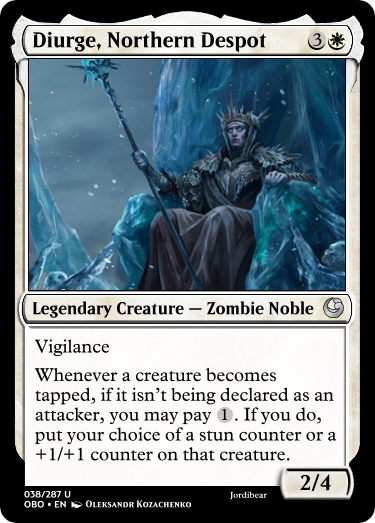 Diurge, Northern Despot 3
Legendary Creature — Zombie Noble
Vigilance
Whenever a creature becomes
tapped, if it isn't being declared as an
attacker, you may pay 1. If you do,
put your choice of a stun counter or a
+1/+1 counter on that creature.
2/4
038/287 U
OBO • EN Oleksandr Kozachenko
Jordibear